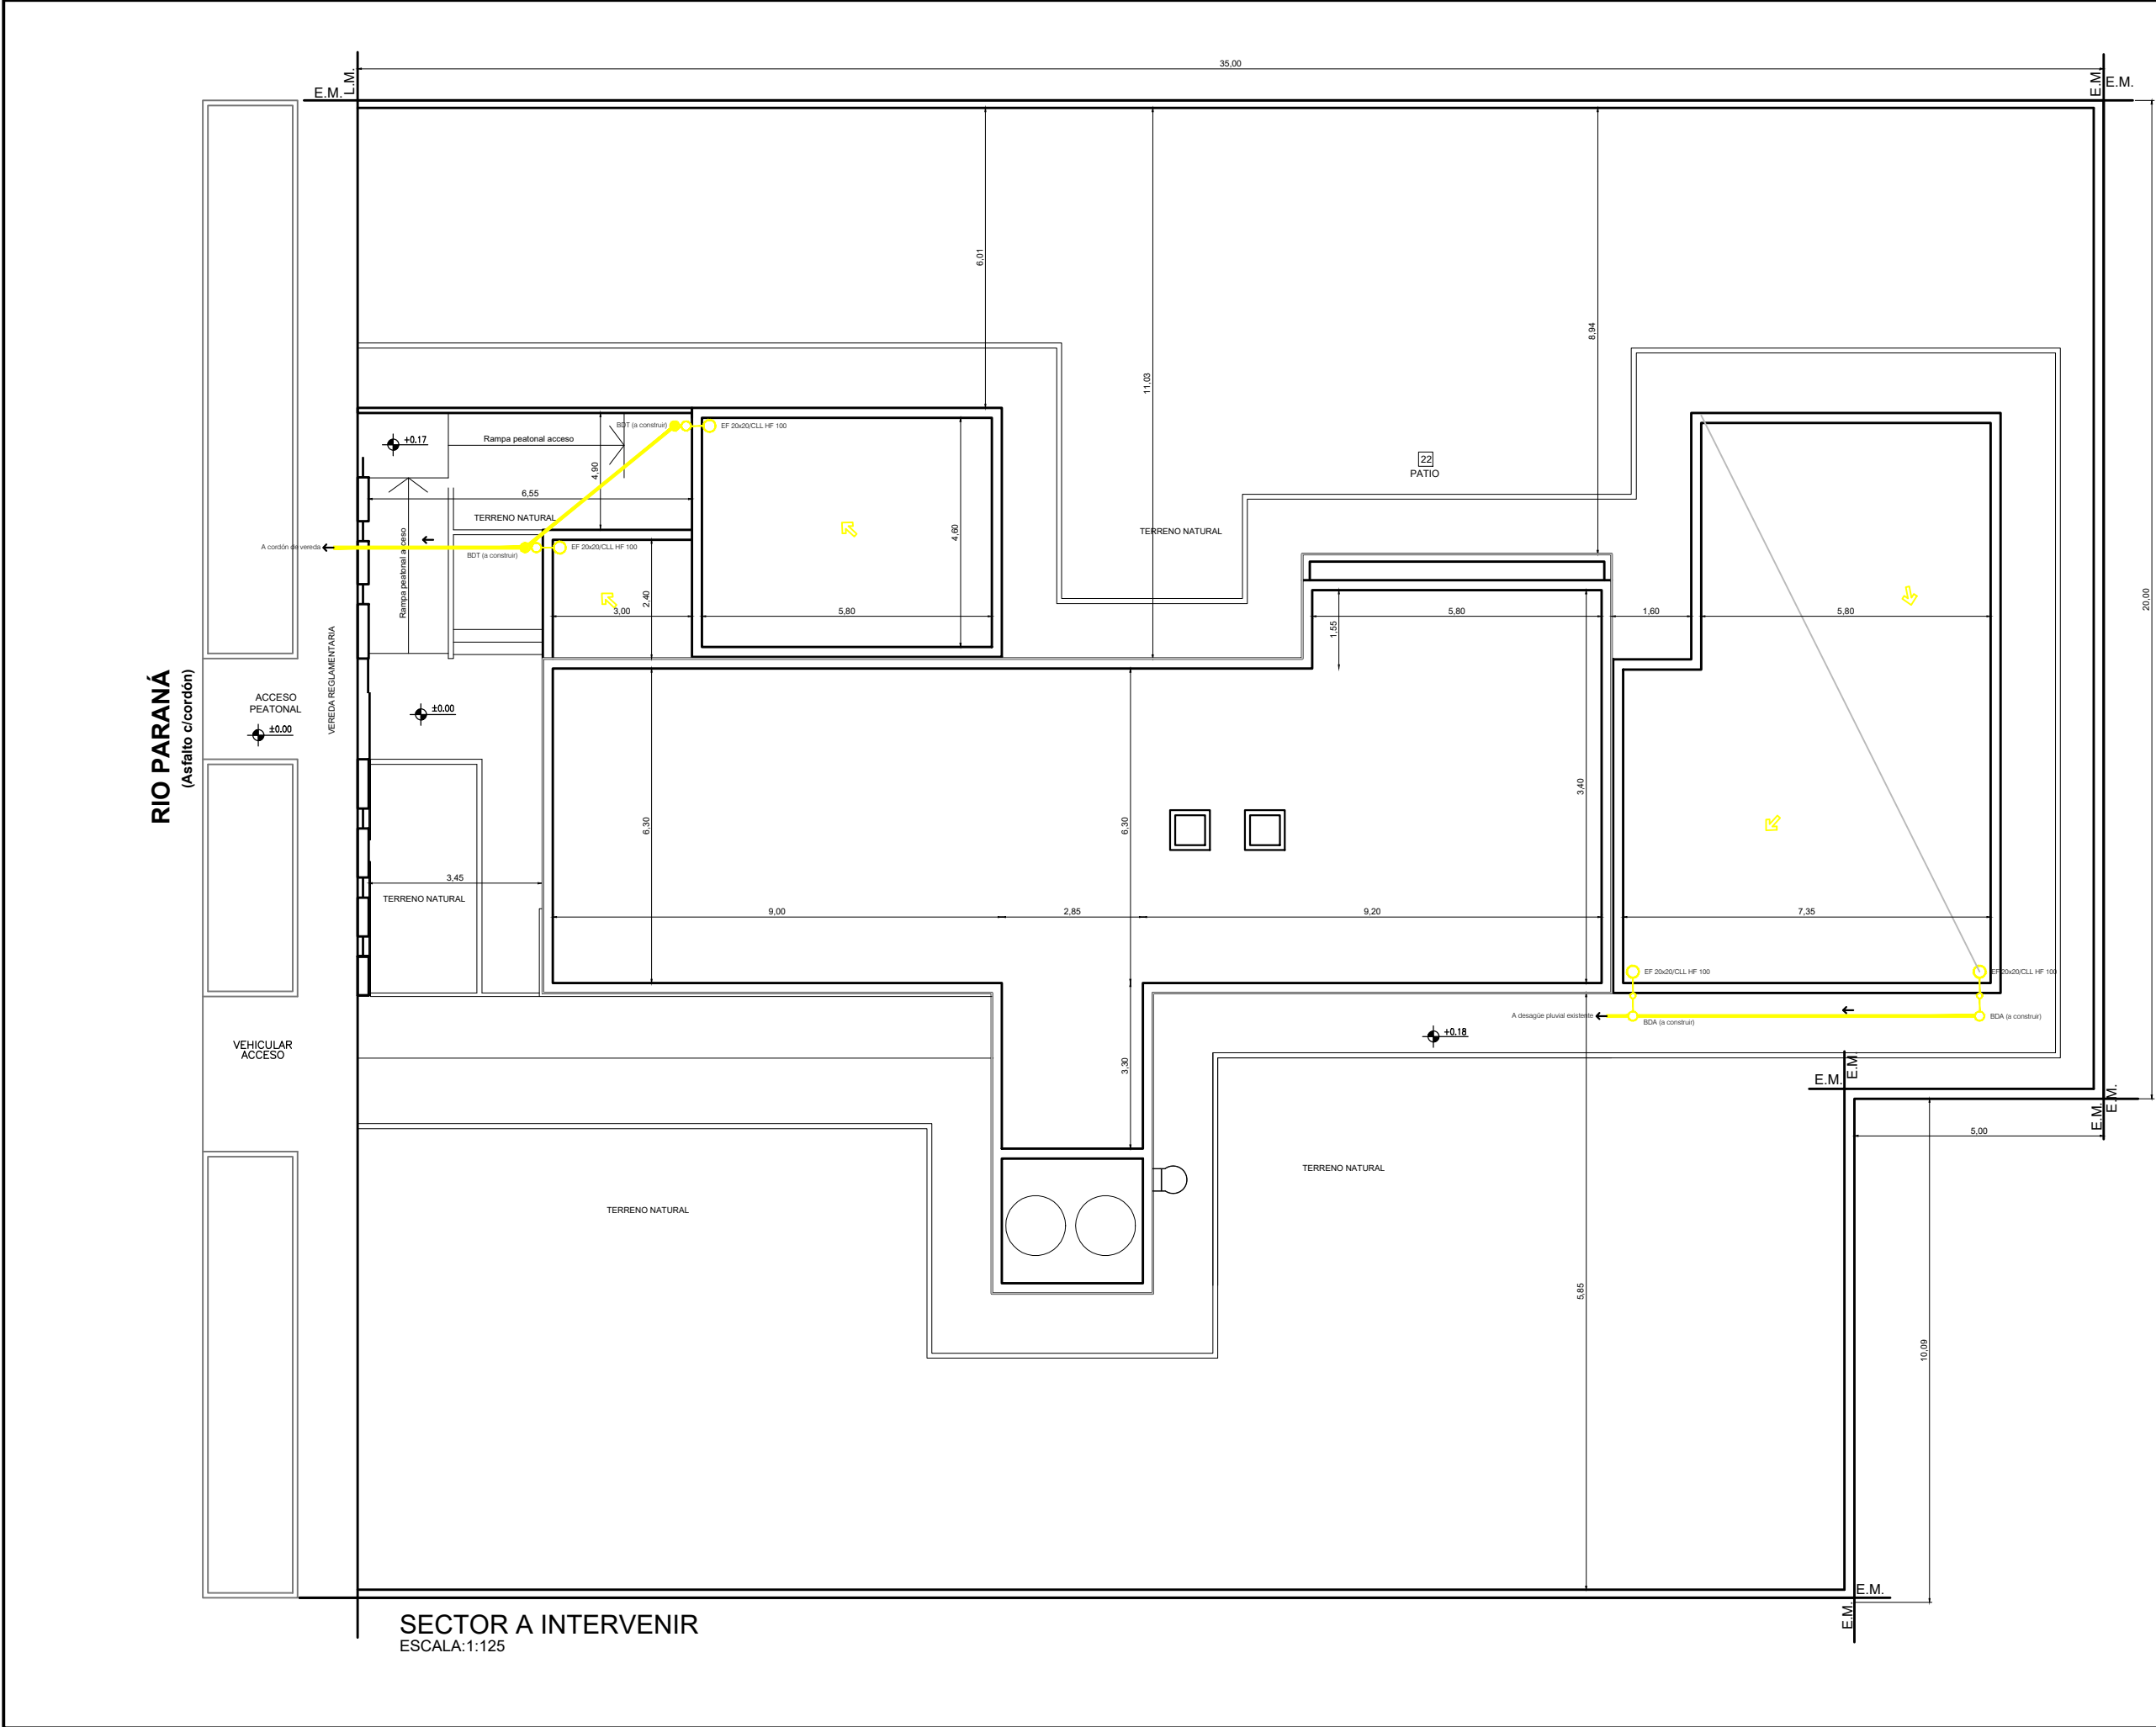 35,00
E.M.
L.M.
E.M.
E.M.
6,01
11,03
8,94
20,00
+0.17
Rampa peatonal acceso
BDT (a construir)
EF 20x20/CLL HF 100
4,90
6,55
TERRENO NATURAL
4,60
22
PATIO
TERRENO NATURAL
A cordón de vereda
BDT (a construir)
EF 20x20/CLL HF 100
Rampa peatonal acceso
2,40
3,00
5,80
1,55
5,80
1,60
5,80
RIO PARANÁ
(Asfalto c/cordón)
VEREDA REGLAMENTARIA
ACCESO
PEATONAL
±0.00
±0.00
6,30
6,30
3,40
3,45
TERRENO NATURAL
9,00
2,85
9,20
7,35
EF 20x20/CLL HF 100
EF 20x20/CLL HF 100
A desagüe pluvial existente
BDA (a construir)
BDA (a construir)
+0.18
VEHICULAR
ACCESO
3,30
E.M.
E.M.
E.M.
E.M.
5,00
TERRENO NATURAL
TERRENO NATURAL
5,85
10,09
E.M.
E.M.
SECTOR A INTERVENIR
ESCALA:1:125